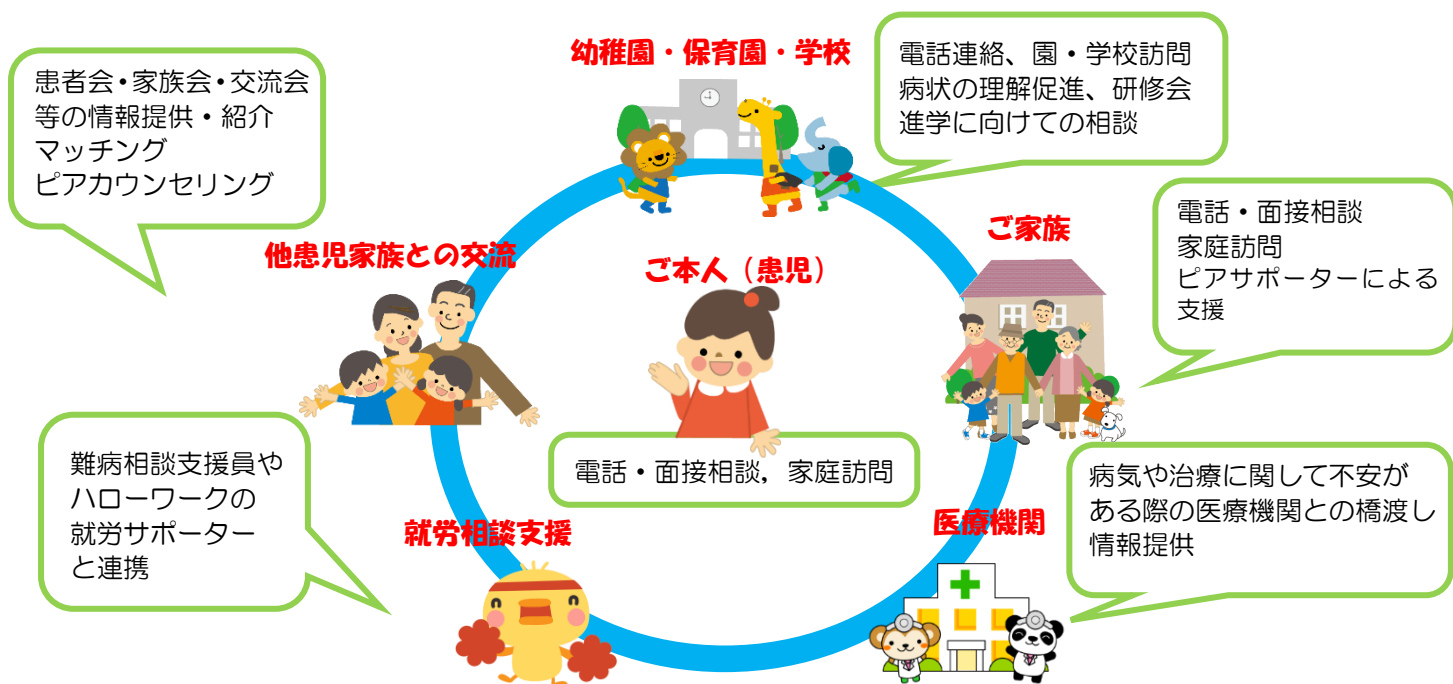 幼稚園・保育園・学校
電話連絡、園・学校訪問
病状の理解促進、研修会
進学に向けての相談
患者会・家族会・交流会
等の情報提供・紹介
マッチング
ピアカウンセリング
他患児家族との交流
ご本人（患児）
電話・面接相談，家庭訪問
ご家族
電話・面接相談
家庭訪問
ピアサポーターによる
支援
難病相談支援員や
ハローワークの
就労サポーター
と連携
就労相談支援
医療機関
病気や治療に関して不安が
ある際の医療機関との橋渡し
情報提供